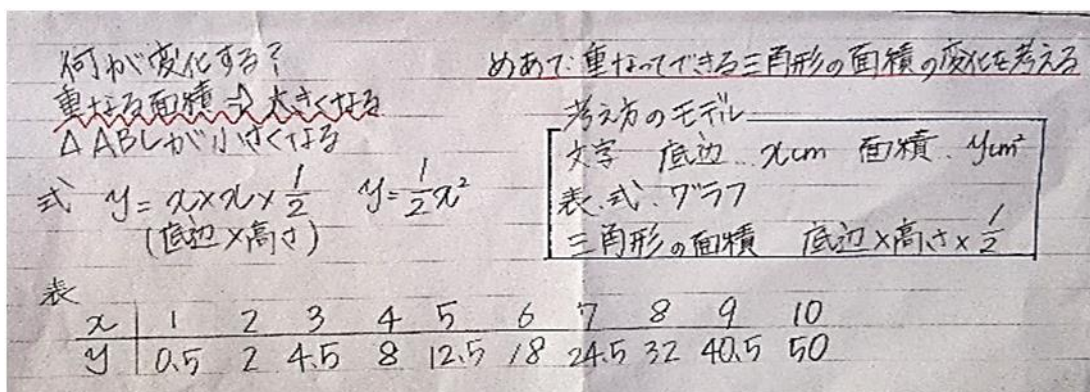 何が変化する?
重なる面積⇒大きくなる
△ABCが小さくなる
式 y=x×x×1/2 y=1/2x²
(底辺×高さ)
めあて:重なってできる三角形の面積の変化を考える
考え方のモデル
文字 底辺…xcm 面積…ycm²
表、式、グラフ
三角形の面積 底辺×高さ×1/2
表
x 1 2 3 4 5 6 7 8 9 10
y 0.5 2 4.5 8 12.5 18 24.5 32 40.5 50